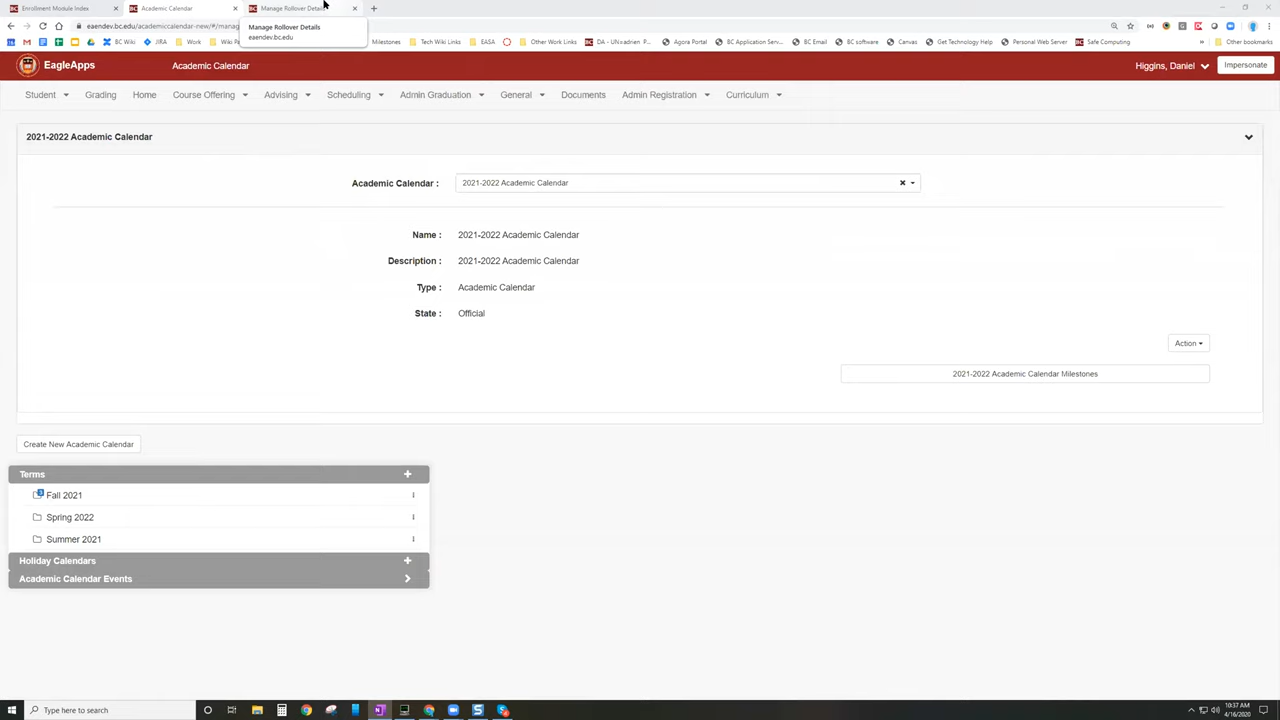 Enrollment Module Index
Academic Calendar
Manage Rollover Details
Manage Rollover Details
eaendev.bc.edu
eaendev.bc.edu/academiccalendar-new/#/manag
BC Wiki
JIRA
Work
Wiki Pa
Milestones
Tech Wiki Links
EASA
Other Work Links
DA - UNxadrien P...
Agora Portal
BC Application Serv...
BC Email
BC software
Canvas
Get Technology Help
Personal Web Server
Safe Computing
»
Other bookmarks
EagleApps
Academic Calendar
Higgins, Daniel
Impersonate
Student
Grading
Home
Course Offering
Advising
Scheduling
Admin Graduation
General
Documents
Admin Registration
Curriculum
2021-2022 Academic Calendar
Academic Calendar :
2021-2022 Academic Calendar
Name :
2021-2022 Academic Calendar
Description :
2021-2022 Academic Calendar
Type :
Academic Calendar
State :
Official
Action
2021-2022 Academic Calendar Milestones
Create New Academic Calendar
Terms
Fall 2021
Spring 2022
Summer 2021
Holiday Calendars
Academic Calendar Events
Type here to search
10:37 AM
4/16/2020